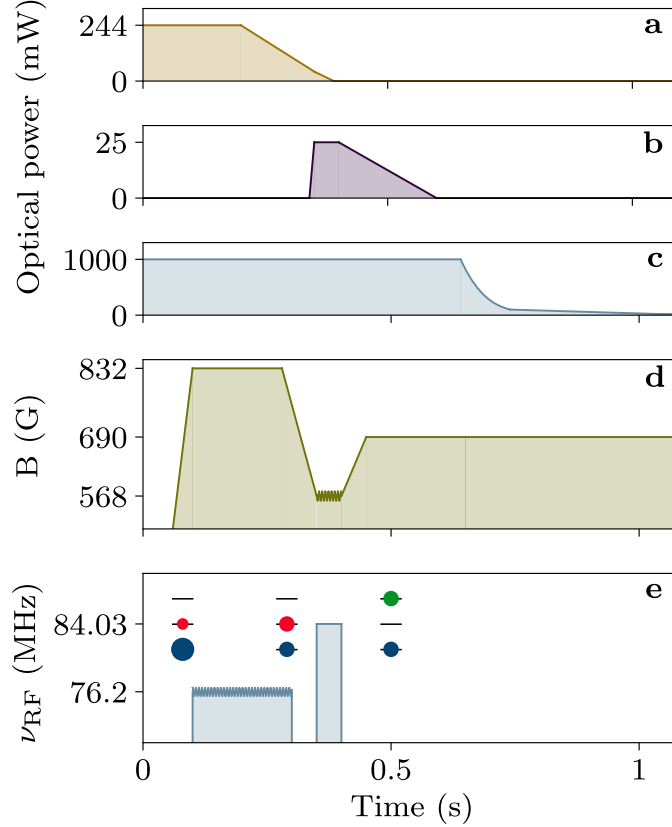 Optical power (mW)
244
0
a
25
0
b
1000
0
c
B (G)
832
690
568
d
νRF (MHz)
84.03
76.2
e
0
0.5
1
Time (s)